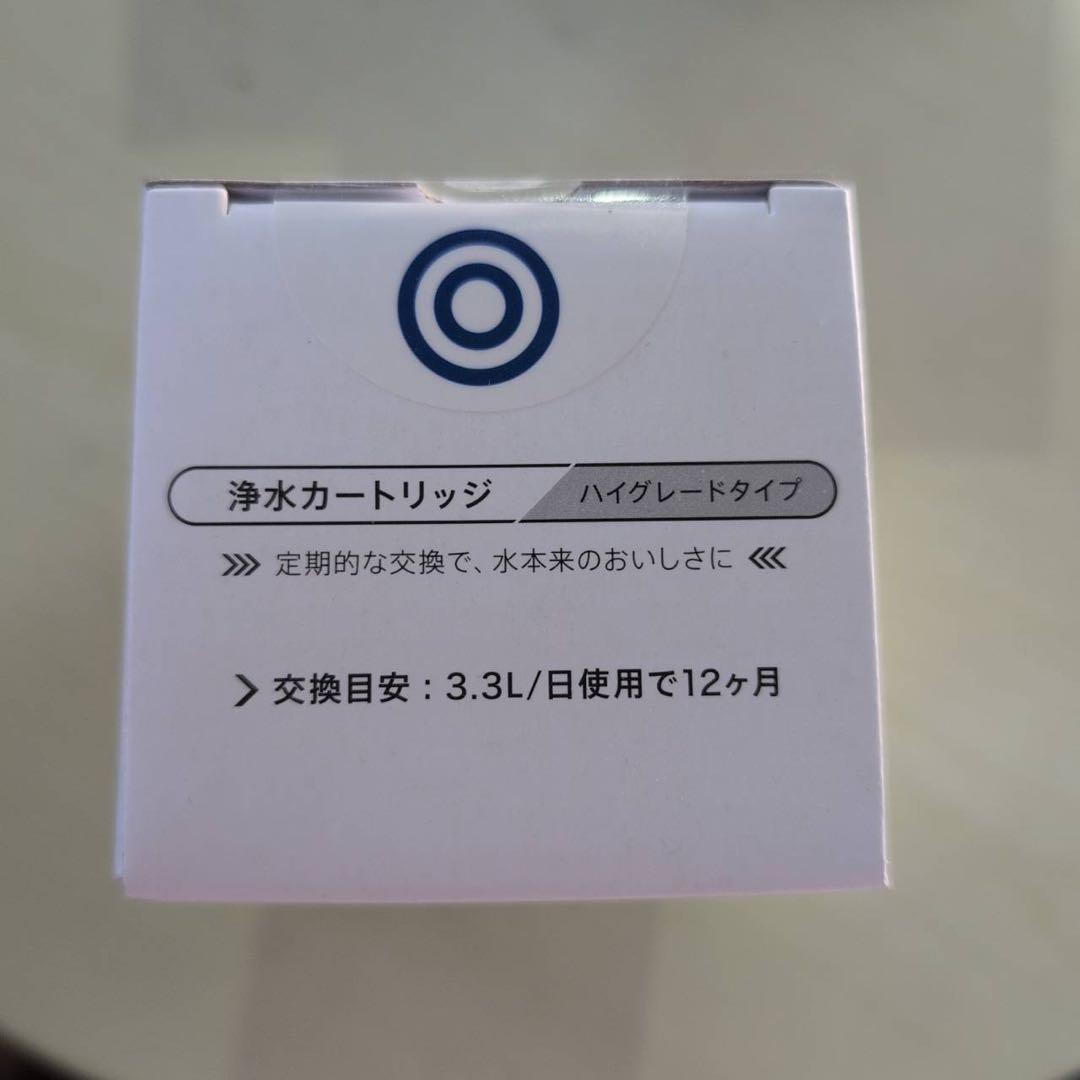 浄水カートリッジ ハイグレードタイプ
定期的な交換で、水本来のおいしさに
交換目安：3.3L/日使用で12ヶ月